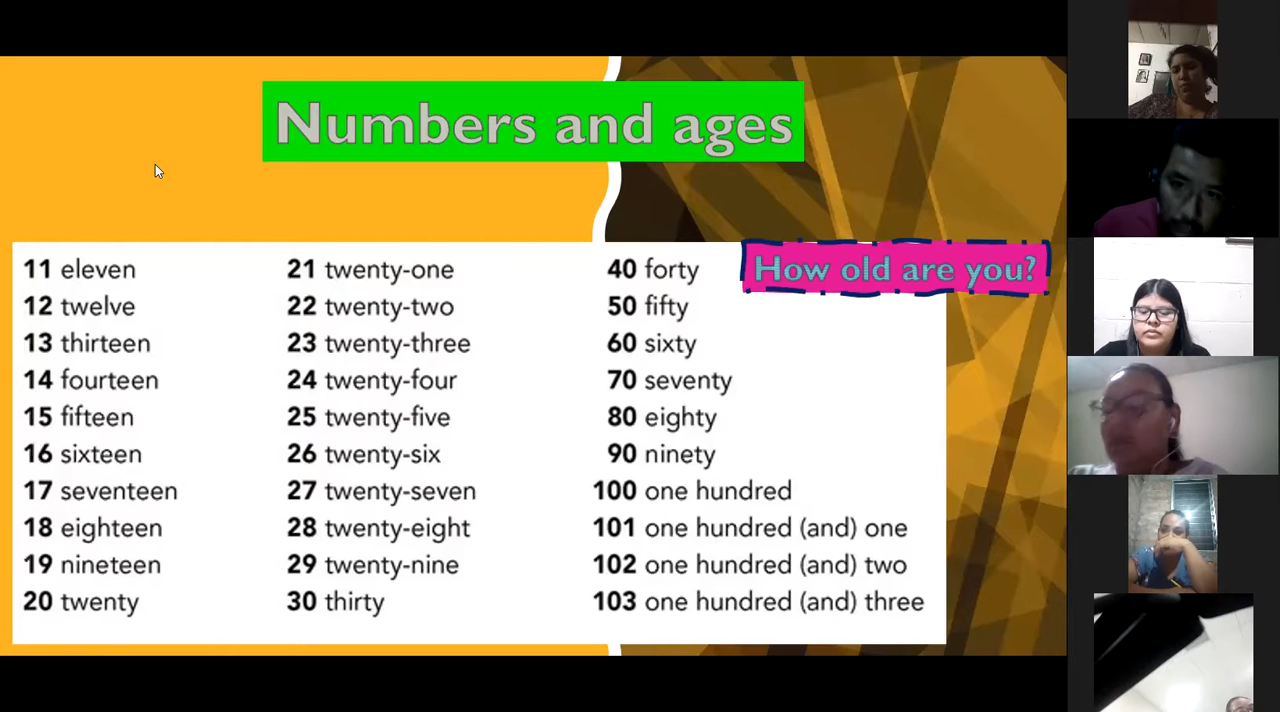 Numbers and ages
How old are you?
11 eleven
12 twelve
13 thirteen
14 fourteen
15 fifteen
16 sixteen
17 seventeen
18 eighteen
19 nineteen
20 twenty
21 twenty-one
22 twenty-two
23 twenty-three
24 twenty-four
25 twenty-five
26 twenty-six
27 twenty-seven
28 twenty-eight
29 twenty-nine
30 thirty
40 forty
50 fifty
60 sixty
70 seventy
80 eighty
90 ninety
100 one hundred
101 one hundred (and) one
102 one hundred (and) two
103 one hundred (and) three